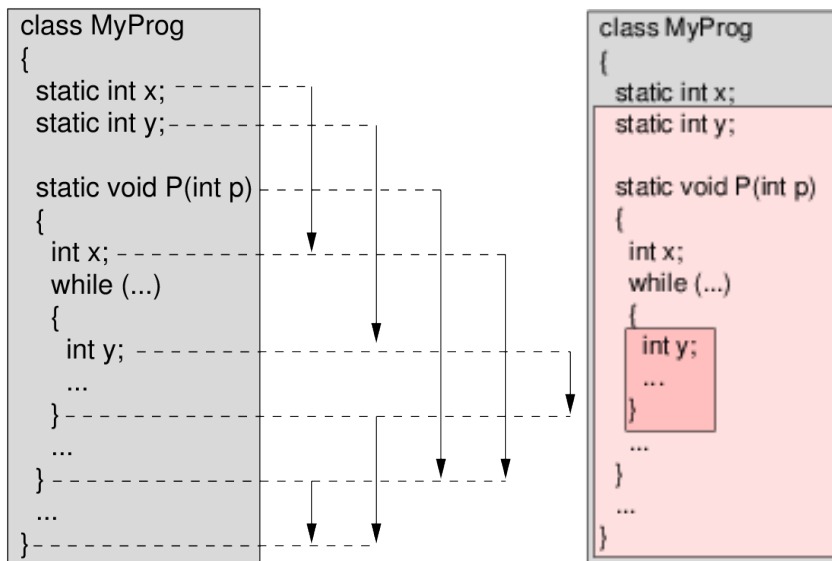 class MyProg
{
static int x;
static int y;
static void P(int p)
{
int x;
while (...)
{
int y;
...
}
...
}
...
}
class MyProg
{
static int x;
static int y;
static void P(int p)
{
int x;
while (...)
{
int y;
...
}
...
}
...
}